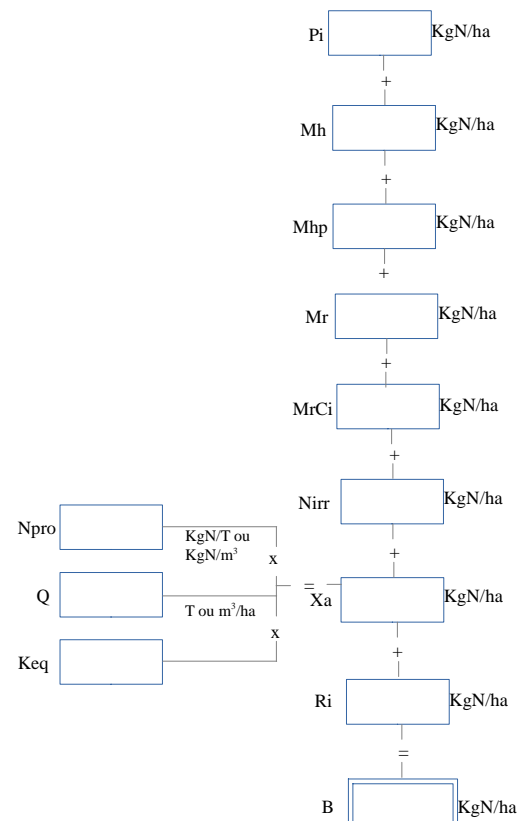 Pi KgN/ha
+
Mh KgN/ha
+
Mhp KgN/ha
+
Mr KgN/ha
+
MrCi KgN/ha
+
Nirr KgN/ha
+
Npro KgN/T ou
KgN/m³
x
Q T ou m³/ha
x
Keq
= Xa KgN/ha
+
Ri KgN/ha
=
B KgN/ha